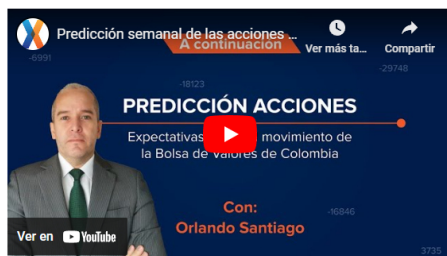 Predicción semanal de las acciones ...
A continuación
Ver más ta...
Compartir
-6991
-29748
-18123
PREDICCIÓN ACCIONES
Expectativas movimiento de
la Bolsa de Valores de Colombia
Con:
Orlando Santiago
-16846
Ver en YouTube
3735